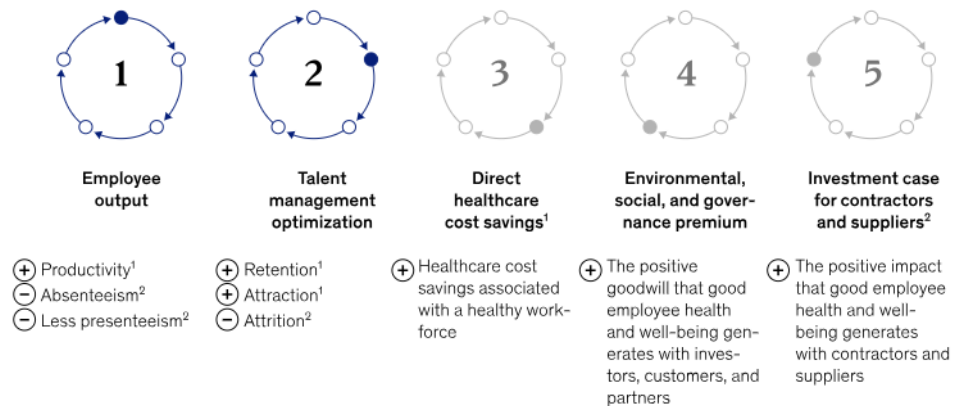 1
2
3
4
5
Employee
output
Talent
management
optimization
Direct
healthcare
cost savings¹
Environmental,
social, and gover-
nance premium
Investment case
for contractors
and suppliers²
+ Productivity¹
− Absenteeism²
− Less presenteeism²
+ Retention¹
+ Attraction¹
− Attrition²
+ Healthcare cost
savings associated
with a healthy work-
force
+ The positive
goodwill that good
employee health
and well-being gen-
erates with inves-
tors, customers, and
partners
+ The positive impact
that good employee
health and well-
being generates
with contractors and
suppliers